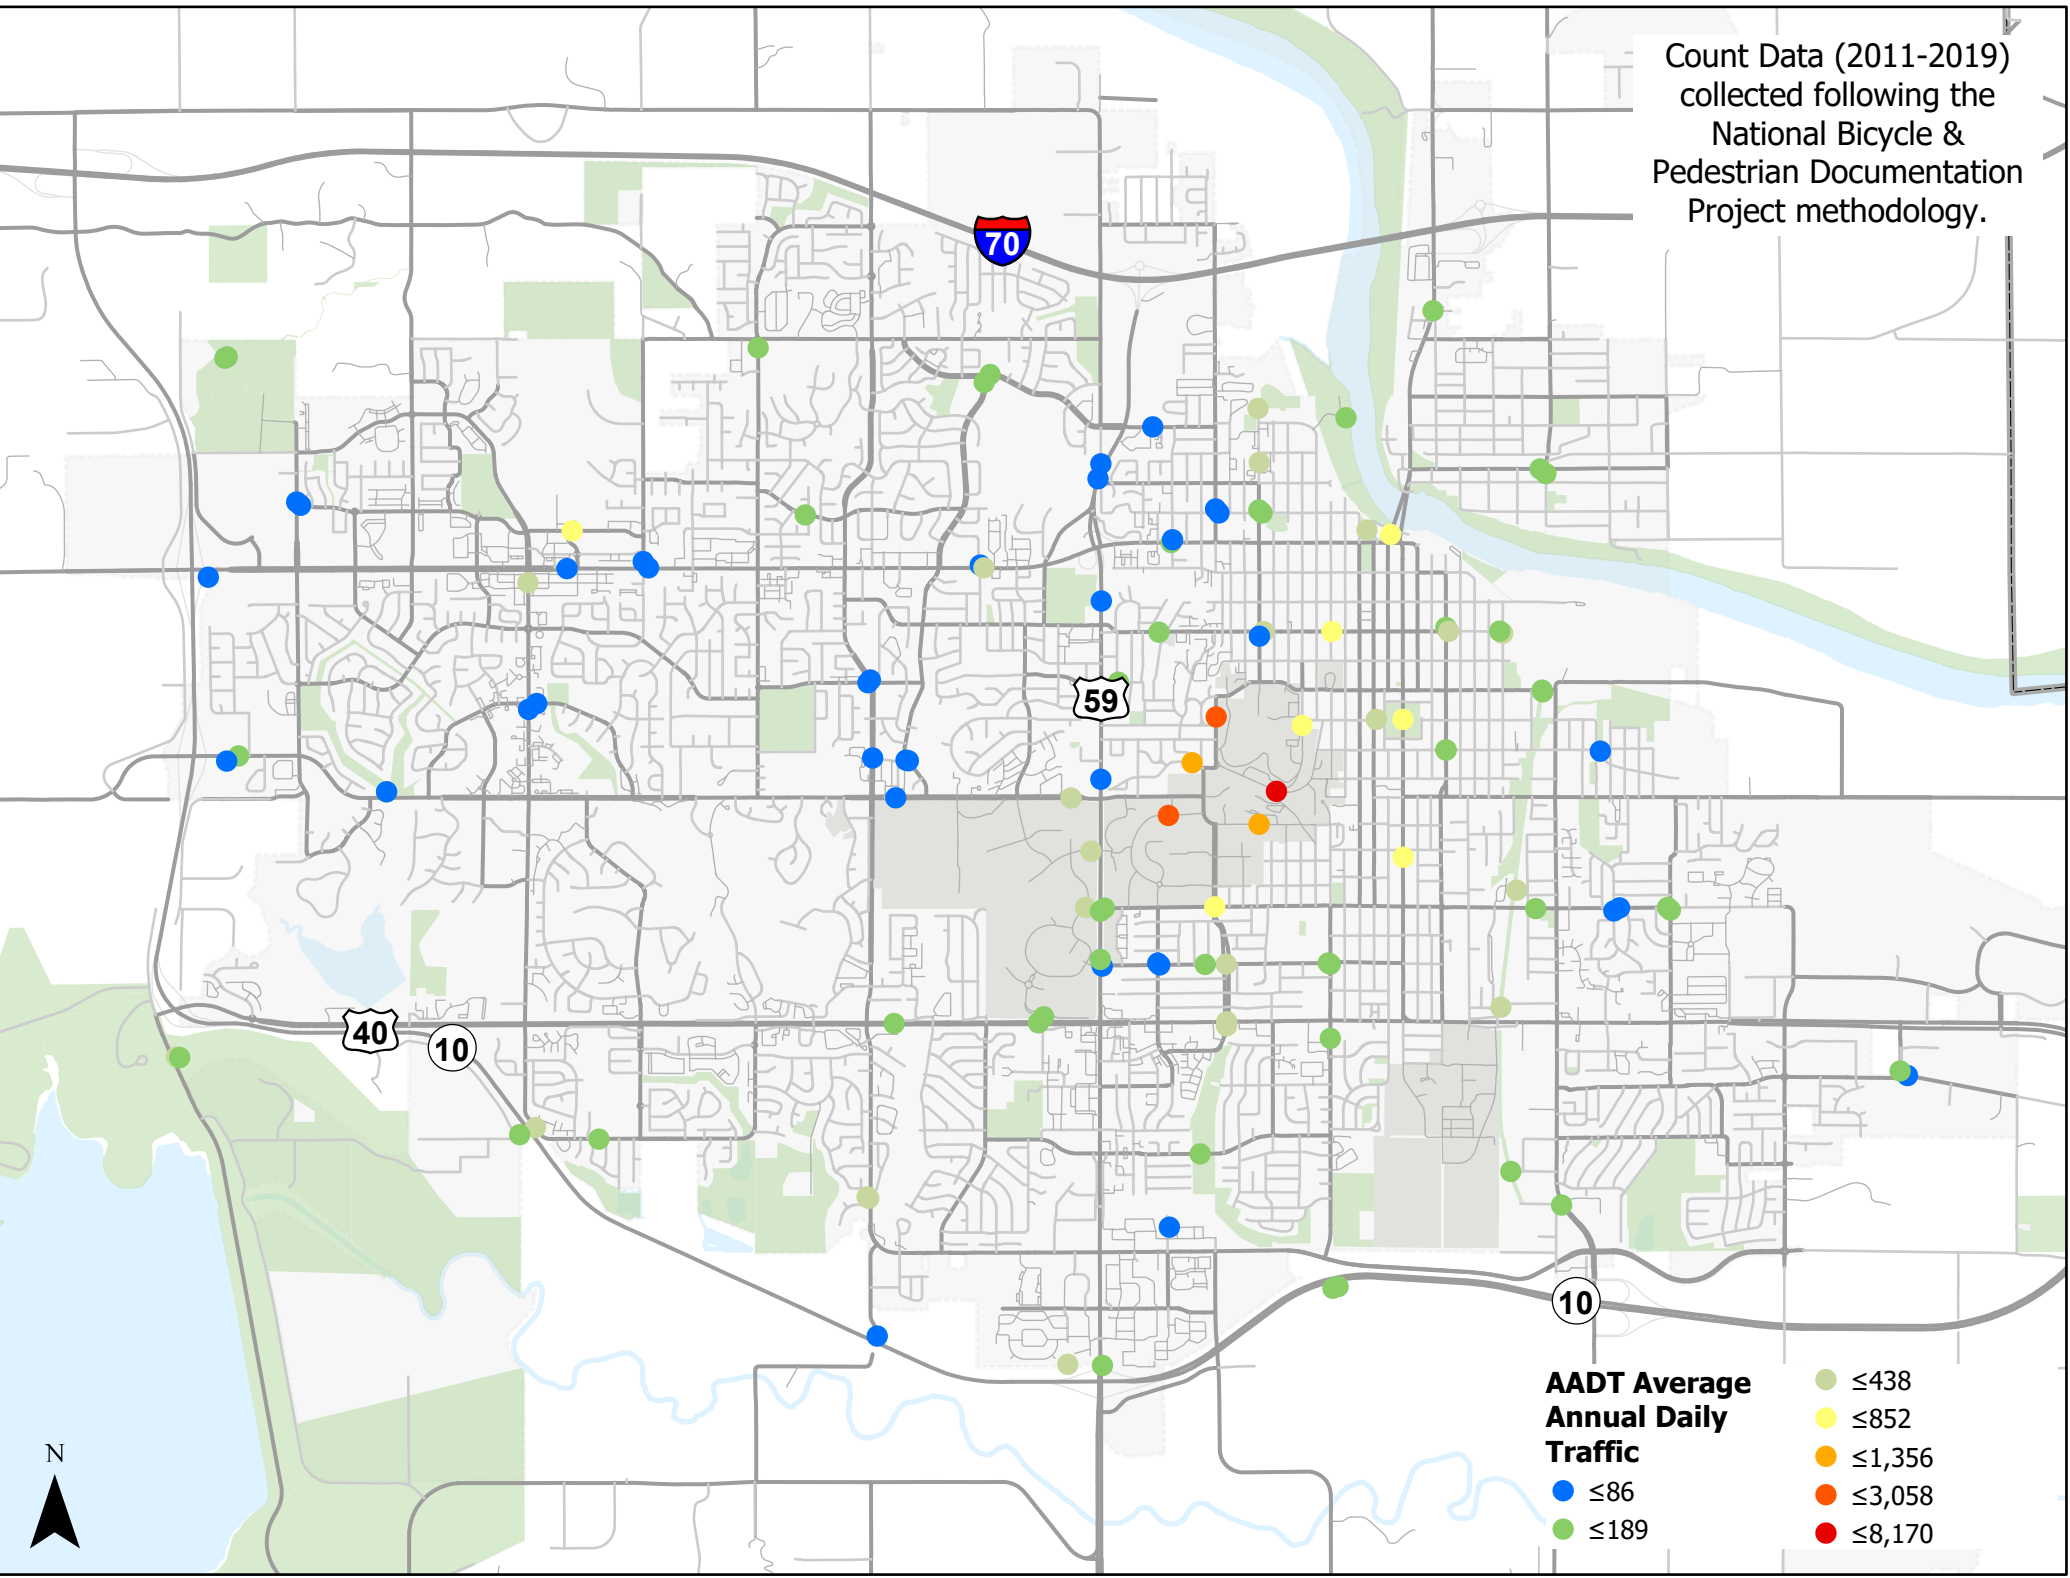 Count Data (2011-2019)
collected following the
National Bicycle &
Pedestrian Documentation
Project methodology.
70
59
40
10
10
AADT Average
Annual Daily
Traffic
≤86
≤189
≤438
≤852
≤1,356
≤3,058
≤8,170
N